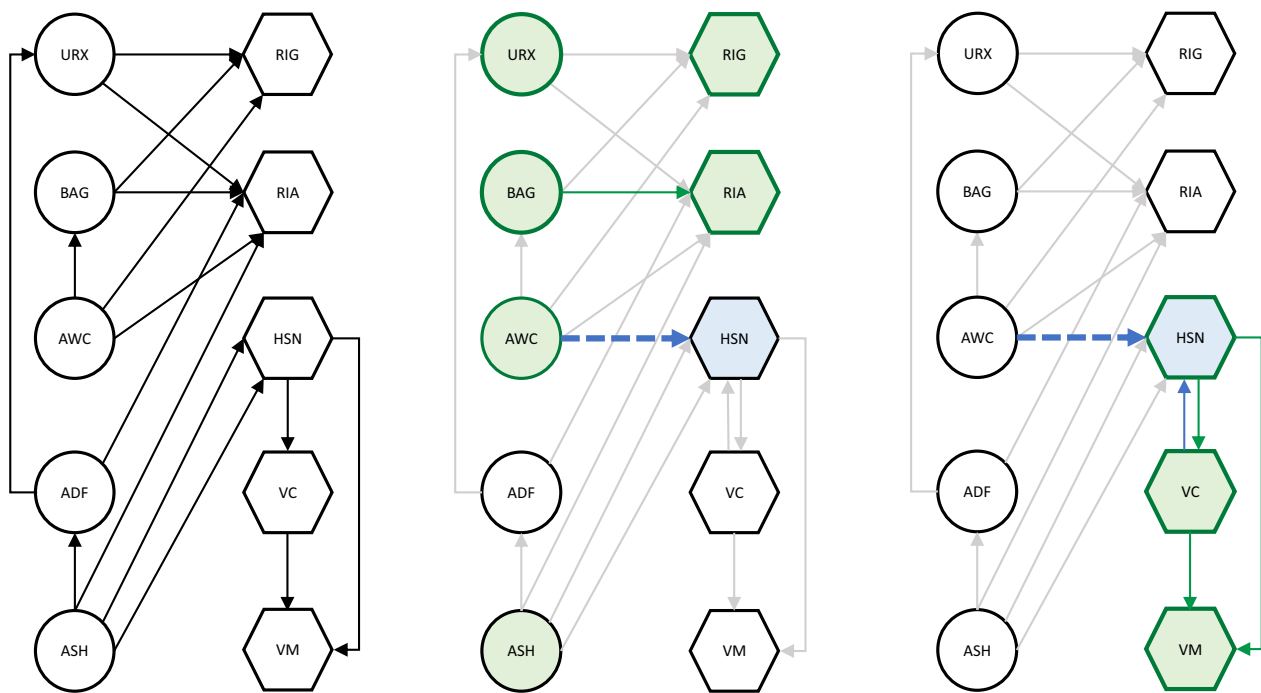 URX
RIG
BAG
RIA
AWC
HSN
ADF
VC
ASH
VM
URX
RIG
BAG
RIA
AWC
HSN
ADF
VC
ASH
VM
URX
RIG
BAG
RIA
AWC
HSN
ADF
VC
ASH
VM